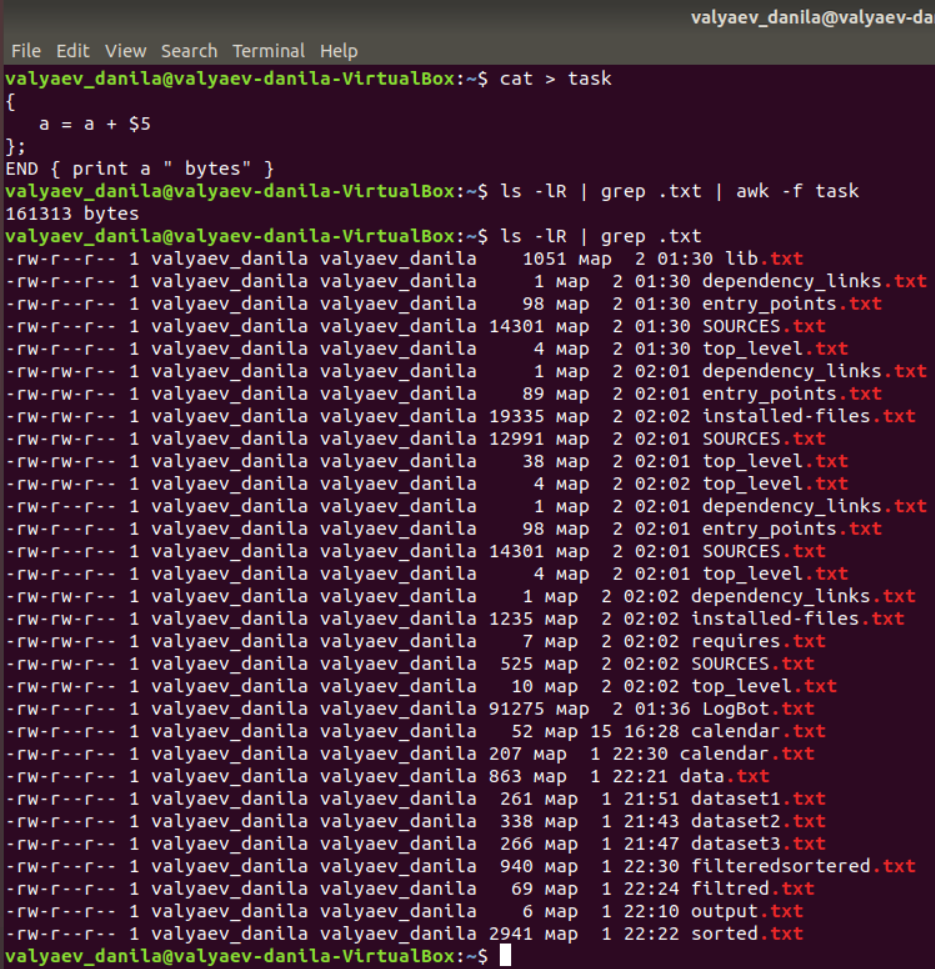 valyaev_danila@valyaev-da
File Edit View Search Terminal Help
valyaev_danila@valyaev-danila-VirtualBox:~$ cat > task
{
   a = a + $5
};
END { print a " bytes" }
valyaev_danila@valyaev-danila-VirtualBox:~$ ls -lR | grep .txt | awk -f task
161313 bytes
valyaev_danila@valyaev-danila-VirtualBox:~$ ls -lR | grep .txt
-rw-r--r-- 1 valyaev_danila valyaev_danila    1051 мар  2 01:30 lib.txt
-rw-r--r-- 1 valyaev_danila valyaev_danila     1 мар  2 01:30 dependency_links.txt
-rw-r--r-- 1 valyaev_danila valyaev_danila    98 мар  2 01:30 entry_points.txt
-rw-r--r-- 1 valyaev_danila valyaev_danila 14301 мар  2 01:30 SOURCES.txt
-rw-r--r-- 1 valyaev_danila valyaev_danila     4 мар  2 01:30 top_level.txt
-rw-rw-r-- 1 valyaev_danila valyaev_danila     1 мар  2 02:01 dependency_links.txt
-rw-rw-r-- 1 valyaev_danila valyaev_danila    89 мар  2 02:01 entry_points.txt
-rw-rw-r-- 1 valyaev_danila valyaev_danila 19335 мар  2 02:02 installed-files.txt
-rw-rw-r-- 1 valyaev_danila valyaev_danila 12991 мар  2 02:01 SOURCES.txt
-rw-rw-r-- 1 valyaev_danila valyaev_danila    38 мар  2 02:01 top_level.txt
-rw-rw-r-- 1 valyaev_danila valyaev_danila     4 мар  2 02:02 top_level.txt
-rw-r--r-- 1 valyaev_danila valyaev_danila     1 мар  2 02:01 dependency_links.txt
-rw-r--r-- 1 valyaev_danila valyaev_danila    98 мар  2 02:01 entry_points.txt
-rw-r--r-- 1 valyaev_danila valyaev_danila 14301 мар  2 02:01 SOURCES.txt
-rw-r--r-- 1 valyaev_danila valyaev_danila     4 мар  2 02:01 top_level.txt
-rw-rw-r-- 1 valyaev_danila valyaev_danila    1 мар  2 02:02 dependency_links.txt
-rw-rw-r-- 1 valyaev_danila valyaev_danila 1235 мар  2 02:02 installed-files.txt
-rw-rw-r-- 1 valyaev_danila valyaev_danila    7 мар  2 02:02 requires.txt
-rw-rw-r-- 1 valyaev_danila valyaev_danila  525 мар  2 02:02 SOURCES.txt
-rw-rw-r-- 1 valyaev_danila valyaev_danila   10 мар  2 02:02 top_level.txt
-rw-rw-r-- 1 valyaev_danila valyaev_danila 91275 мар  2 01:36 LogBot.txt
-rw-r--r-- 1 valyaev_danila valyaev_danila   52 мар 15 16:28 calendar.txt
-rw-r--r-- 1 valyaev_danila valyaev_danila 207 мар  1 22:30 calendar.txt
-rw-r--r-- 1 valyaev_danila valyaev_danila 863 мар  1 22:21 data.txt
-rw-r--r-- 1 valyaev_danila valyaev_danila  261 мар  1 21:51 dataset1.txt
-rw-r--r-- 1 valyaev_danila valyaev_danila  338 мар  1 21:43 dataset2.txt
-rw-r--r-- 1 valyaev_danila valyaev_danila  266 мар  1 21:47 dataset3.txt
-rw-r--r-- 1 valyaev_danila valyaev_danila  940 мар  1 22:30 filteredsortered.txt
-rw-r--r-- 1 valyaev_danila valyaev_danila   69 мар  1 22:24 filtred.txt
-rw-r--r-- 1 valyaev_danila valyaev_danila    6 мар  1 22:10 output.txt
-rw-r--r-- 1 valyaev_danila valyaev_danila 2941 мар  1 22:22 sorted.txt
valyaev_danila@valyaev-danila-VirtualBox:~$